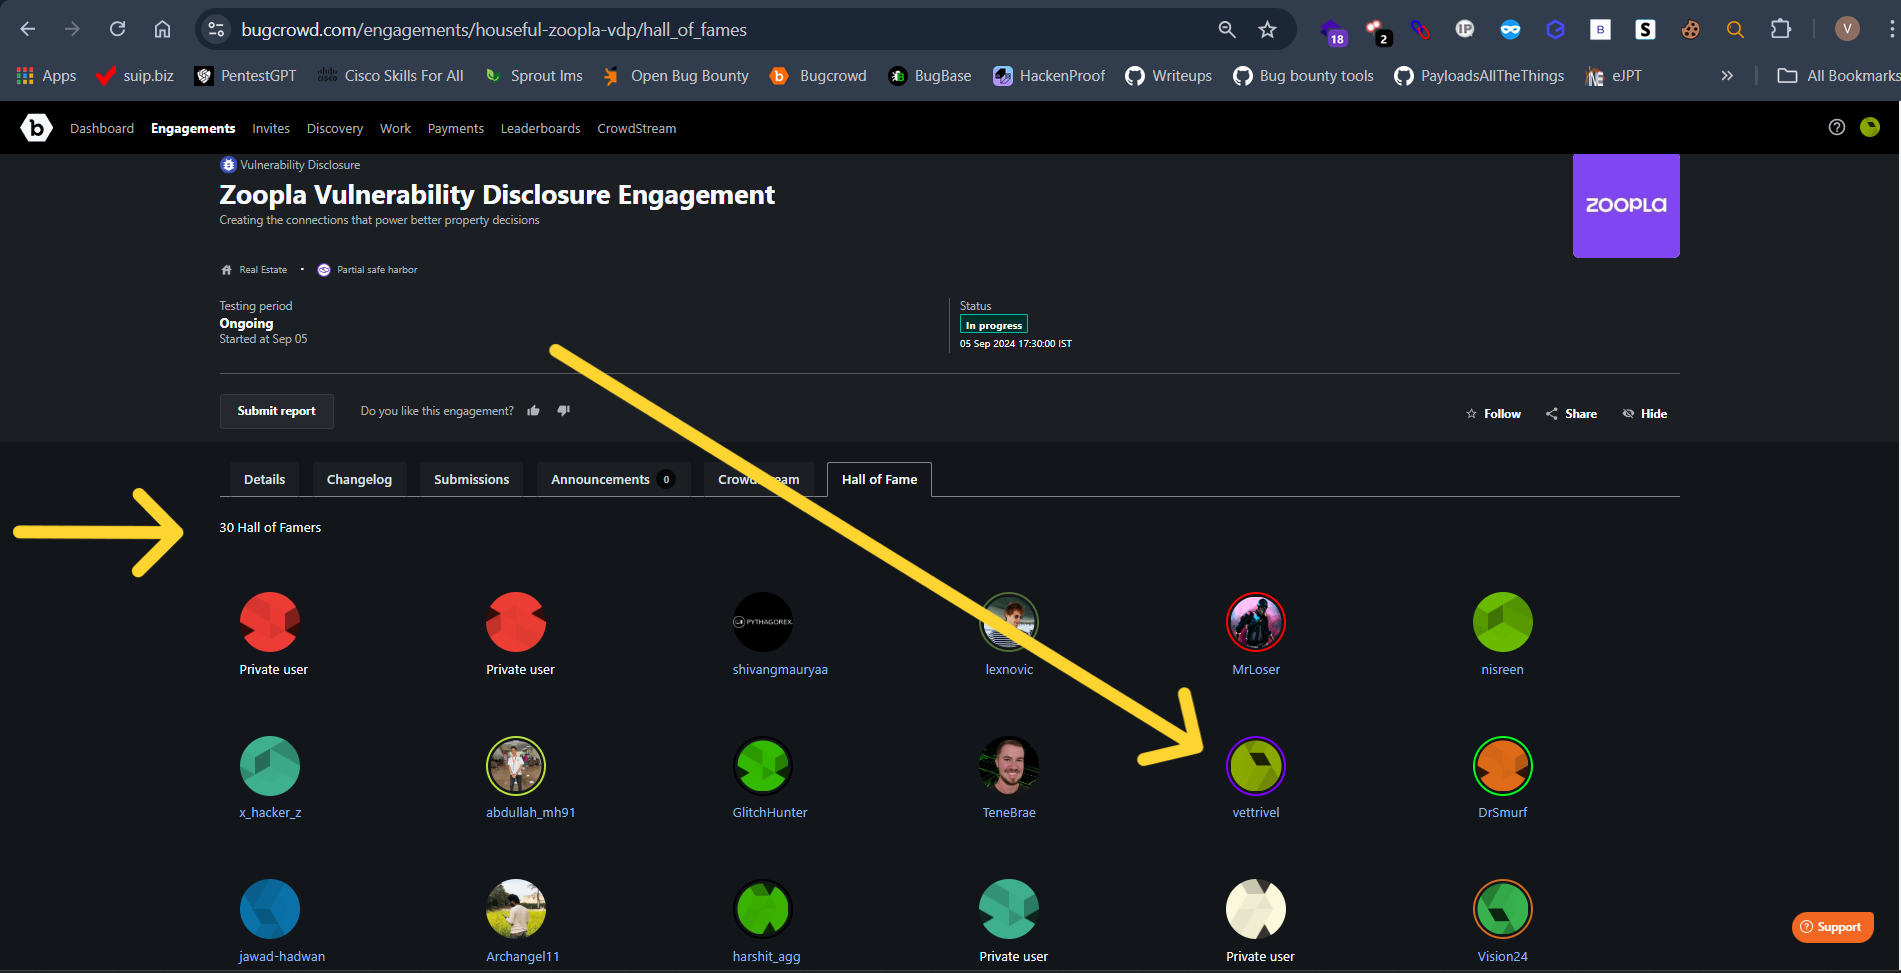 bugcrowd.com/engagements/houseful-zoopla-vdp/hall_of_fames
18
2
IP
B
S
V
Apps
suip.biz
PentestGPT
Cisco Skills For All
Sprout lms
Open Bug Bounty
Bugcrowd
BugBase
HackenProof
Writeups
Bug bounty tools
PayloadsAllTheThings
eJPT
»
All Bookmarks
b
Dashboard
Engagements
Invites
Discovery
Work
Payments
Leaderboards
CrowdStream
Vulnerability Disclosure
Zoopla Vulnerability Disclosure Engagement
Creating the connections that power better property decisions
ZOOPLA
Real Estate • Partial safe harbor
Testing period
Ongoing
Started at Sep 05
Status
In progress
05 Sep 2024 17:30:00 IST
Submit report
Do you like this engagement?
Follow
Share
Hide
Details
Changelog
Submissions
Announcements 0
Hall of Fame
30 Hall of Famers
PYTHAGOREX
Private user
Private user
shivangmauryaa
lexnovic
MrLoser
nisreen
x_hacker_z
abdullah_mh91
GlitchHunter
TeneBrae
vettrivel
DrSmurf
jawad-hadwan
Archangel11
harshit_agg
Private user
Private user
Vision24
Support